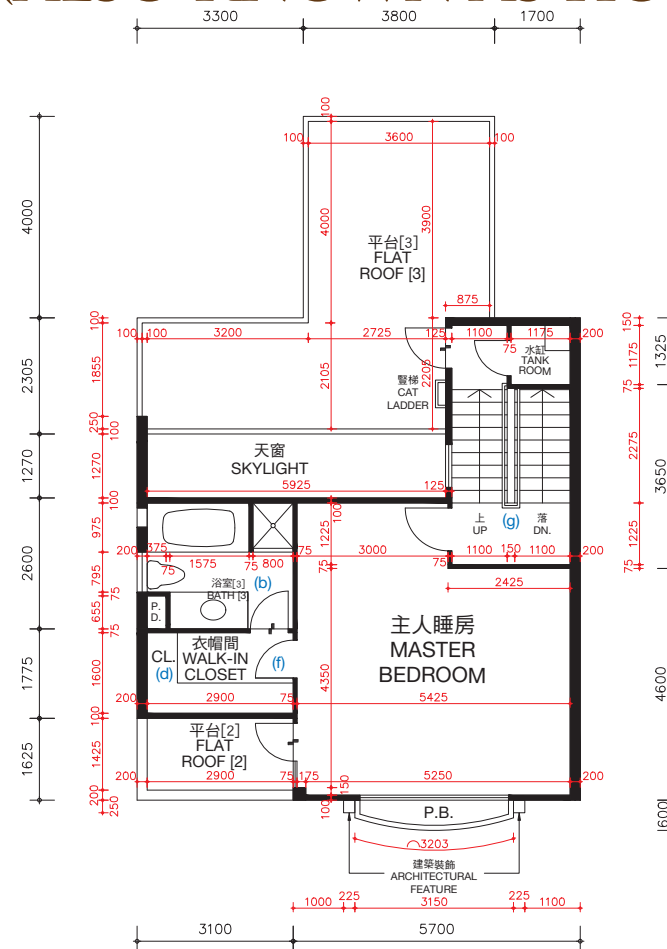 3300 3800 1700
100
100 3600 100
4000
4000
3900
平台[3]
FLAT
ROOF [3]
875
100
100 100 3200 2725 125 1100 1175 200
75
150
1325
水缸
TANK
ROOM
1175
75
2305
1855
2105
2205
豎梯
CAT
LADDER
250
100
天窗
SKYLIGHT
1270
1270
5925 125
2275
3650
100
100
975
1225
上
UP
(g)
落
DN.
1225
200 375 1575 75 800 75 3000 75 1100 150 1100 200
75
75
75
2600
795
浴室[3]
BATH [3]
(b)
2425
75
655
P.
D.
75
主人睡房
MASTER
BEDROOM
衣帽間
WALK-IN
CLOSET
CL.
(d)
(f)
1775
1600
4350
4600
200 2900 75 5425
100
平台[2]
FLAT
ROOF [2]
1625
1425
200 2900 75 175 5250 200
150
200
250
100
P.B.
600
3203
建築裝飾
ARCHITECTURAL
FEATURE
1000 225 3150 225 1100
3100 5700